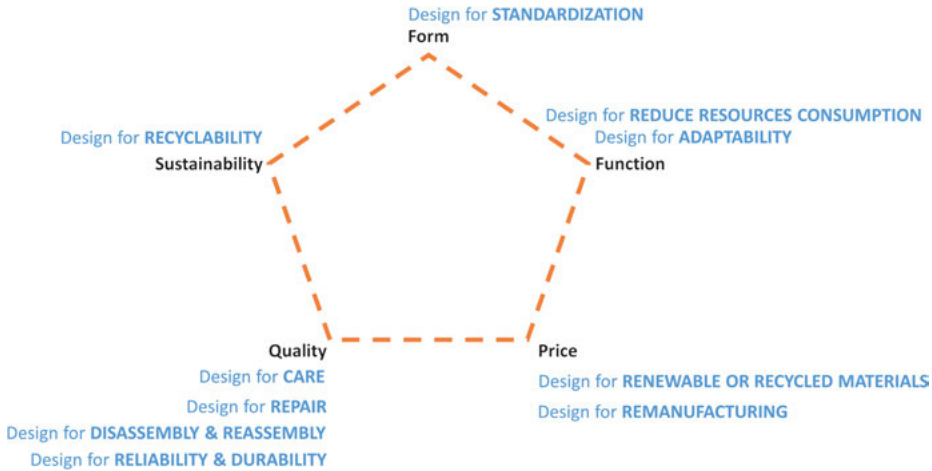 Design for STANDARDIZATION
Form
Design for REDUCE RESOURCES CONSUMPTION
Design for ADAPTABILITY
Function
Design for RECYCLABILITY
Sustainability
Quality
Design for CARE
Design for REPAIR
Design for DISASSEMBLY & REASSEMBLY
Design for RELIABILITY & DURABILITY
Price
Design for RENEWABLE OR RECYCLED MATERIALS
Design for REMANUFACTURING